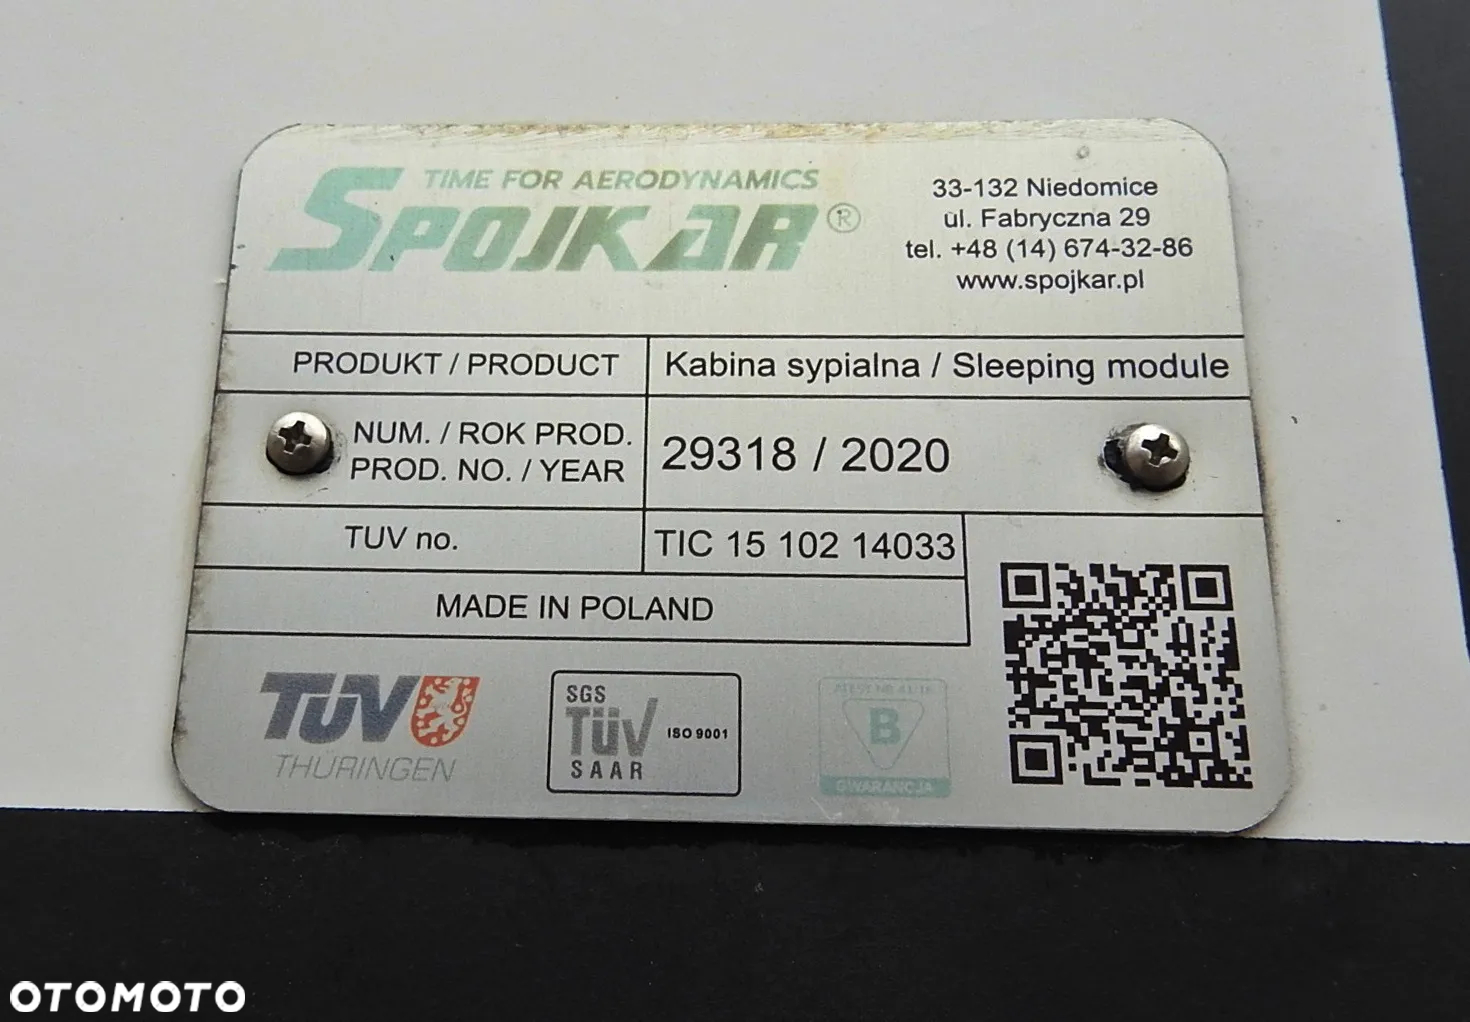 TIME FOR AERODYNAMICS
SPOJKAR®
33-132 Niedomice
ul. Fabryczna 29
tel. +48 (14) 674-32-86
www.spojkar.pl
PRODUKT / PRODUCT
Kabina sypialna / Sleeping module
NUM. / ROK PROD.
PROD. NO. / YEAR
29318 / 2020
TUV no.
TIC 15 102 14033
MADE IN POLAND
TÜV
THÜRINGEN
SGS
TÜV
SAAR
ISO 9001
B
GWARANCJA
OTOMOTO